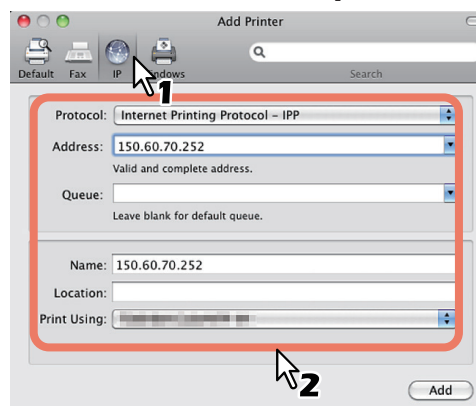 Add Printer
Default Fax IP Windows Search
1
Protocol: Internet Printing Protocol – IPP
Address: 150.60.70.252
Valid and complete address.
Queue:
Leave blank for default queue.
Name: 150.60.70.252
Location:
Print Using:
2
Add